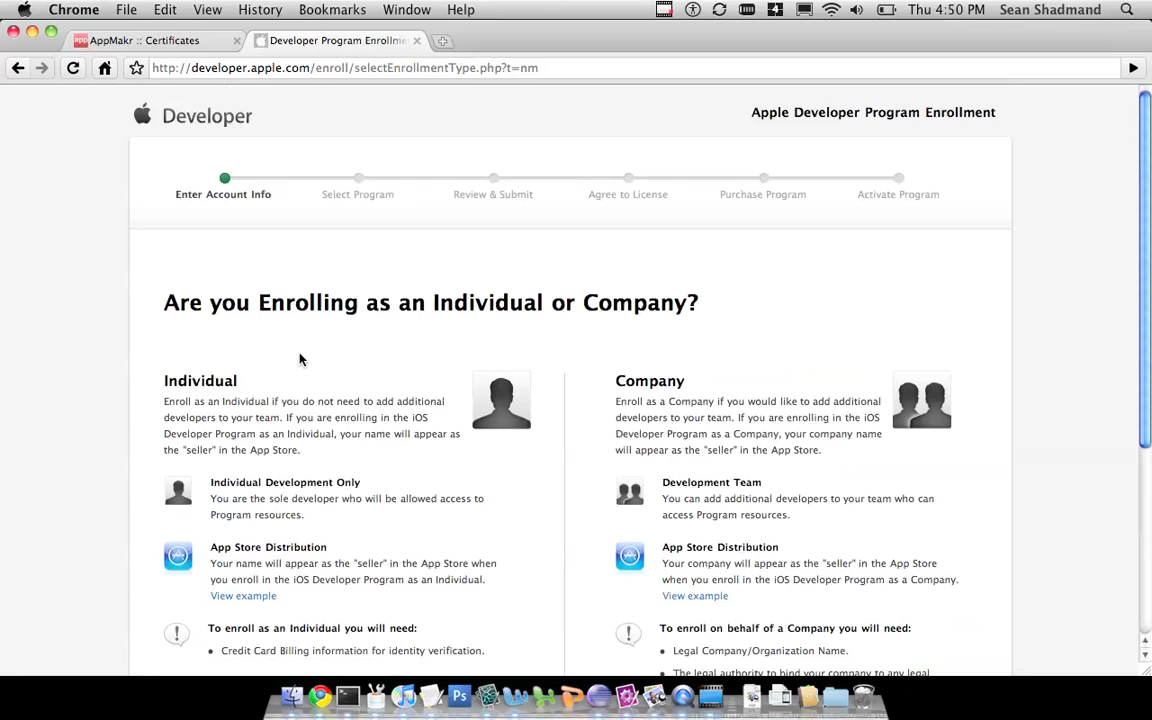 Chrome File Edit View History Bookmarks Window Help Thu 4:50 PM Sean Shadmand
AppMakr :: Certificates Developer Program Enrollme
http://developer.apple.com/enroll/selectEnrollmentType.php?t=nm
Developer
Apple Developer Program Enrollment
Enter Account Info Select Program Review & Submit Agree to License Purchase Program Activate Program
Are you Enrolling as an Individual or Company?
Individual
Enroll as an Individual if you do not need to add additional
developers to your team. If you are enrolling in the iOS
Developer Program as an Individual, your name will appear as
the "seller" in the App Store.
Individual Development Only
You are the sole developer who will be allowed access to
Program resources.
App Store Distribution
Your name will appear as the "seller" in the App Store when
you enroll in the iOS Developer Program as an Individual.
View example
To enroll as an Individual you will need:
• Credit Card Billing information for identity verification.
Company
Enroll as a Company if you would like to add additional
developers to your team. If you are enrolling in the iOS
Developer Program as a Company, your company name
will appear as the "seller" in the App Store.
Development Team
You can add additional developers to your team who can
access Program resources.
App Store Distribution
Your company will appear as the "seller" in the App Store
when you enroll in the iOS Developer Program as a Company.
View example
To enroll on behalf of a Company you will need:
• Legal Company/Organization Name.
• The legal authority to bind your company to any legal
Ps